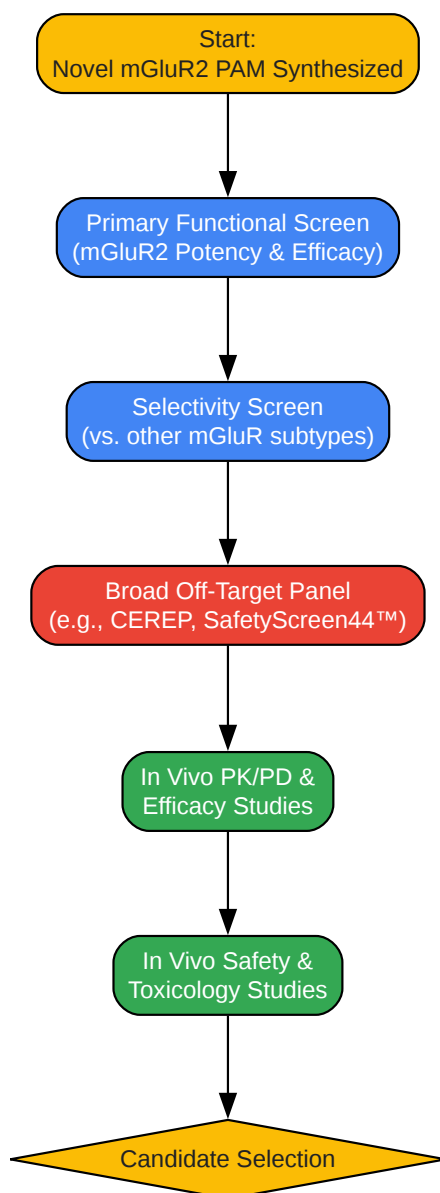 Start:
Novel mGluR2 PAM Synthesized
Primary Functional Screen
(mGluR2 Potency & Efficacy)
Selectivity Screen
(vs. other mGluR subtypes)
Broad Off-Target Panel
(e.g., CEREP, SafetyScreen44™)
In Vivo PK/PD &
Efficacy Studies
In Vivo Safety &
Toxicology Studies
Candidate Selection